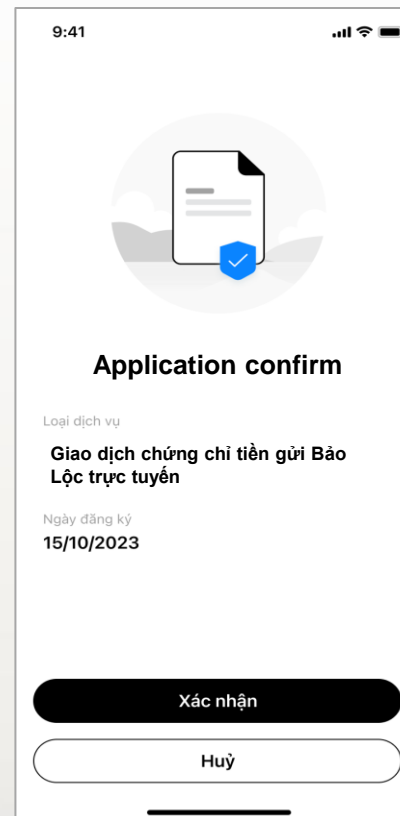 9:41
Application confirm
Loại dịch vụ
Giao dịch chứng chỉ tiền gửi Bảo
Lộc trực tuyến
Ngày đăng ký
15/10/2023
Xác nhận
Huỷ